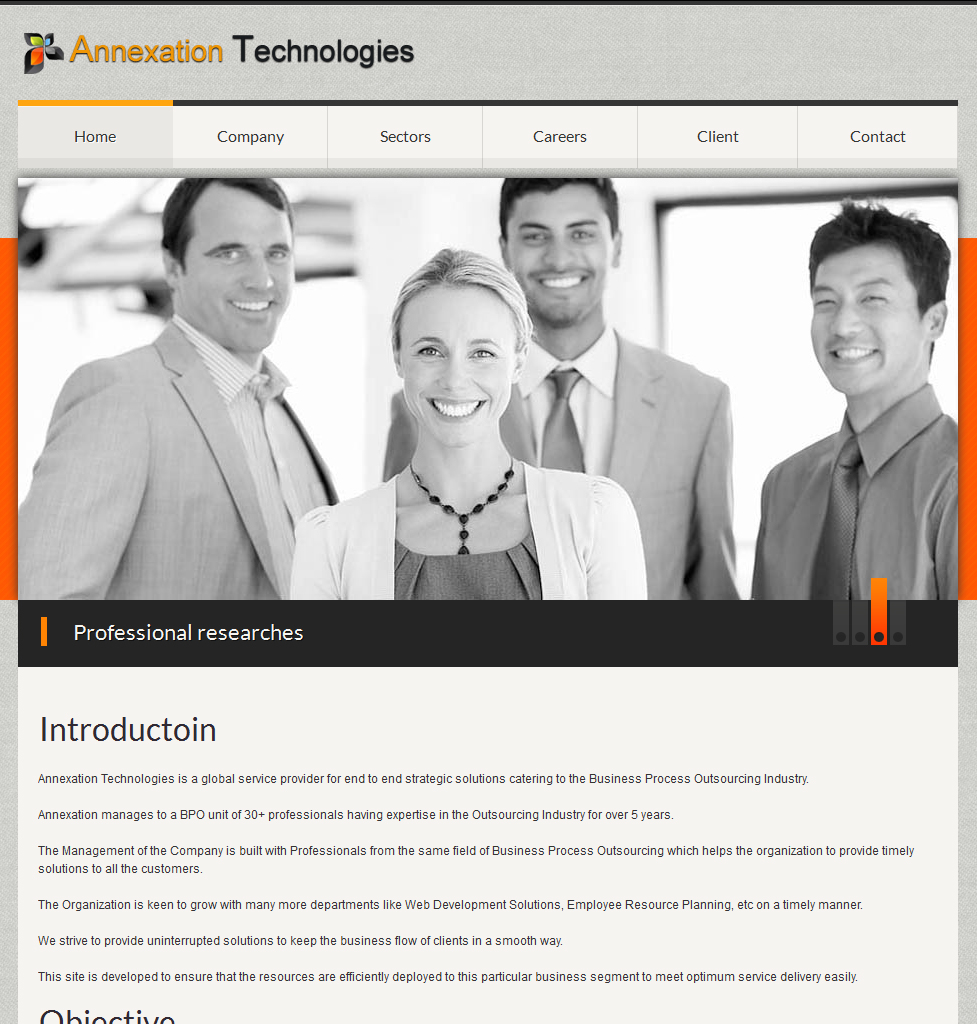 Annexation Technologies
Home Company Sectors Careers Client Contact
Professional researches
Introductoin
Annexation Technologies is a global service provider for end to end strategic solutions catering to the Business Process Outsourcing Industry.
Annexation manages to a BPO unit of 30+ professionals having expertise in the Outsourcing Industry for over 5 years.
The Management of the Company is built with Professionals from the same field of Business Process Outsourcing which helps the organization to provide timely
solutions to all the customers.
The Organization is keen to grow with many more departments like Web Development Solutions, Employee Resource Planning, etc on a timely manner.
We strive to provide uninterrupted solutions to keep the business flow of clients in a smooth way.
This site is developed to ensure that the resources are efficiently deployed to this particular business segment to meet optimum service delivery easily.
Objective